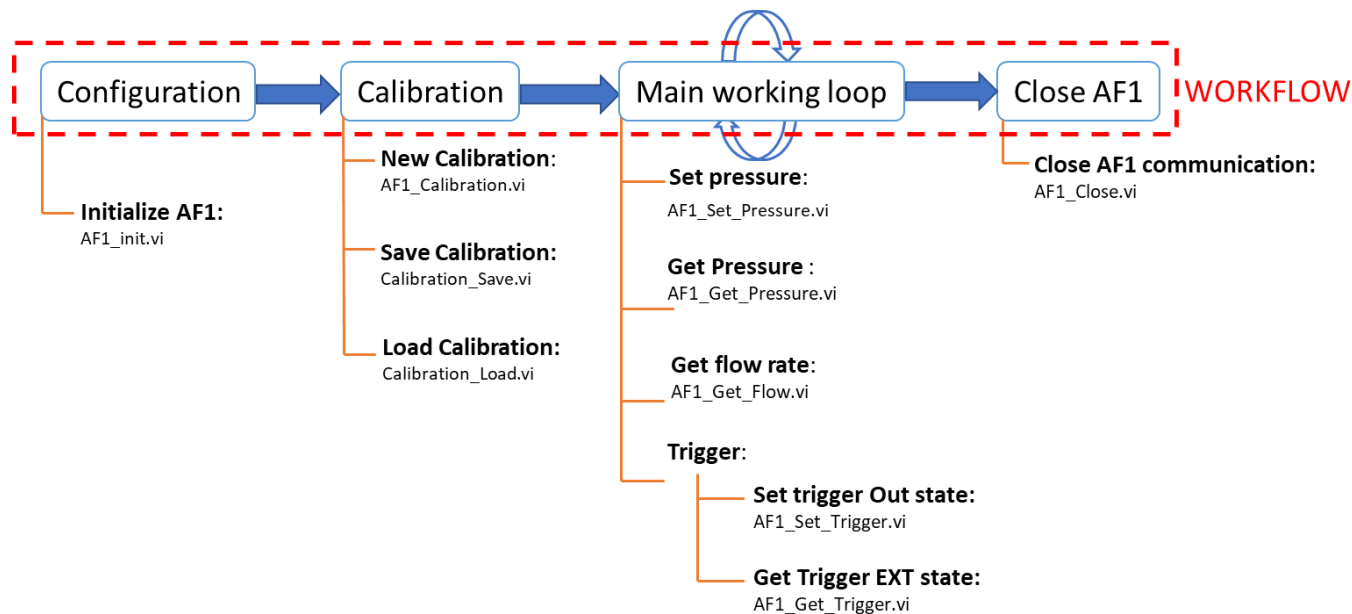 Configuration
Calibration
Main working loop
Close AF1
WORKFLOW
Initialize AF1:
AF1_init.vi
New Calibration:
AF1_Calibration.vi
Save Calibration:
Calibration_Save.vi
Load Calibration:
Calibration_Load.vi
Set pressure:
AF1_Set_Pressure.vi
Get Pressure :
AF1_Get_Pressure.vi
Get flow rate:
AF1_Get_Flow.vi
Trigger:
Set trigger Out state:
AF1_Set_Trigger.vi
Get Trigger EXT state:
AF1_Get_Trigger.vi
Close AF1 communication:
AF1_Close.vi